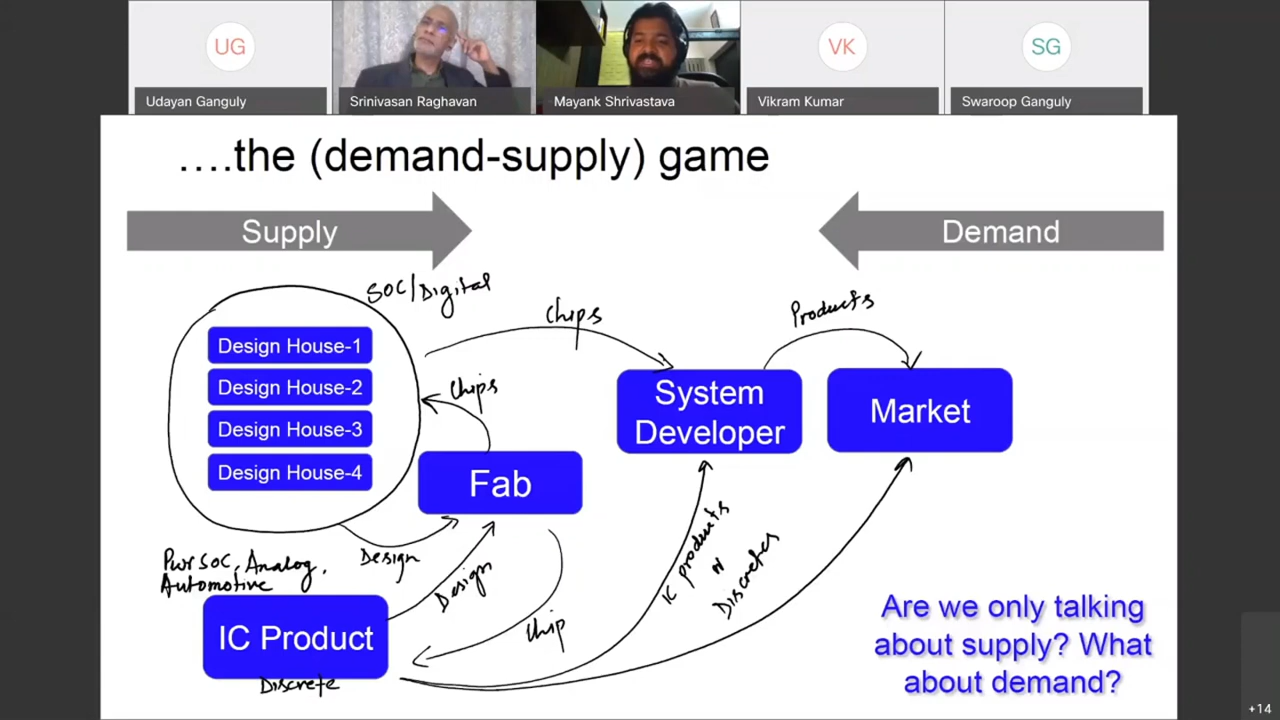 UG
VK
SG
Udayan Ganguly
Srinivasan Raghavan
Mayank Shrivastava
Vikram Kumar
Swaroop Ganguly
....the (demand-supply) game
Supply
Demand
SOC/Digital
Chips
Products
Design House-1
Design House-2
Design House-3
Design House-4
Chips
System
Developer
Market
Fab
Design
PwrSOC, Analog,
Automotive
Design
Chip
IC products
or
Discretes
IC Product
Discrete
Are we only talking
about supply? What
about demand?
+14